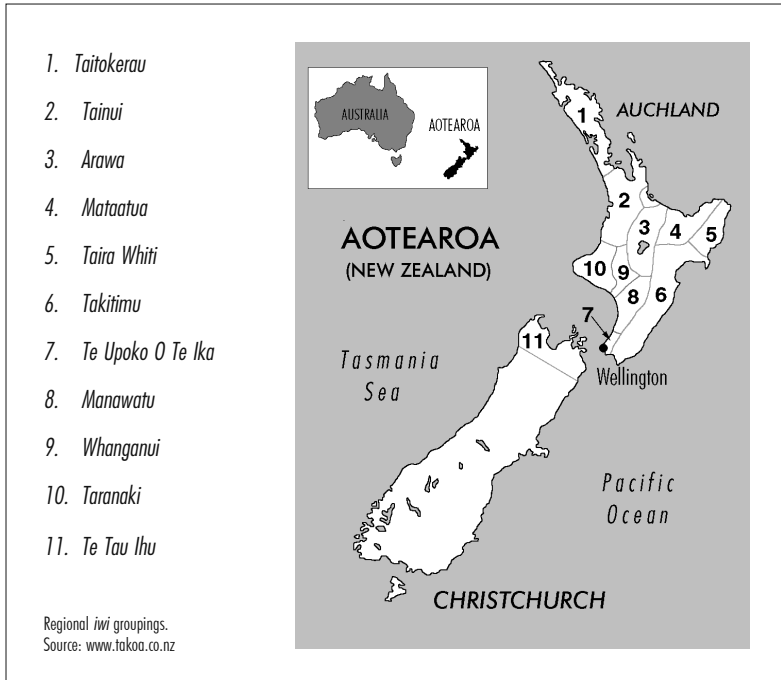 1. Taitokerau
2. Tainui
3. Arawa
4. Mataatua
5. Taira Whiti
6. Takitimu
7. Te Upoko O Te Ika
8. Manawatu
9. Whanganui
10. Taranaki
11. Te Tau Ihu
Regional iwi groupings.
Source: www.takoa.co.nz
AUSTRALIA
AOTEAROA
AUCHLAND
1
2
3
4
5
AOTEAROA
(NEW ZEALAND)
10
9
8
6
7
11
Wellington
Tasmania
Sea
Pacific
Ocean
CHRISTCHURCH